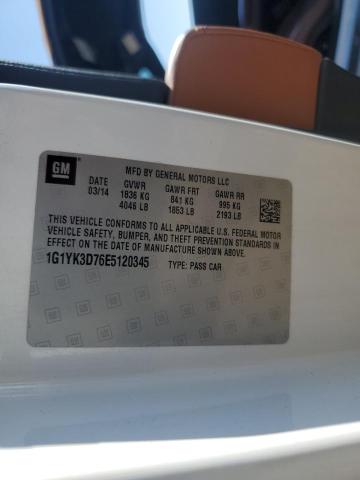 GM
MFD BY GENERAL MOTORS LLC
DATE GVWR GAWR FRT GAWR RR
03/14 1836 KG 841 KG 995 KG
4046 LB 1853 LB 2193 LB
THIS VEHICLE CONFORMS TO ALL APPLICABLE U.S. FEDERAL MOTOR
VEHICLE SAFETY, BUMPER, AND THEFT PREVENTION STANDARDS IN
EFFECT ON THE DATE OF MANUFACTURE SHOWN ABOVE.
1G1YK3D76E5120345 TYPE: PASS CAR